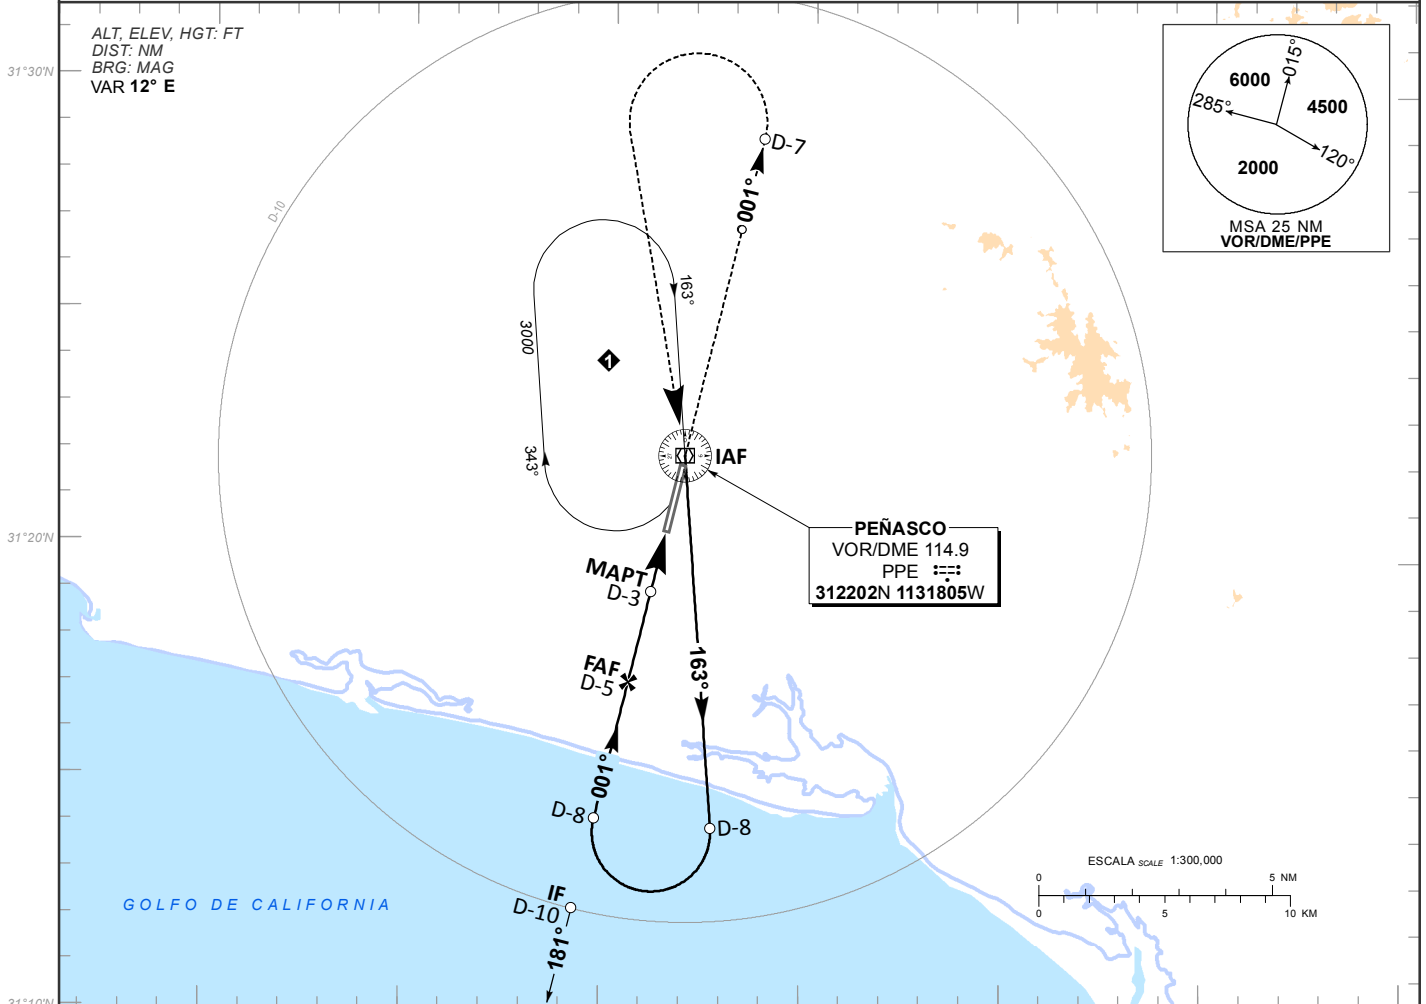 ALT, ELEV, HGT: FT
DIST: NM
BRG: MAG
VAR 12° E
31°30'N
31°20'N
31°10'N
D-10
D-7
001°
163°
3000
1
343°
IAF
PEÑASCO
VOR/DME 114.9
PPE
312202N 1131805W
MAPT
D-3
FAF
D-5
163°
001°
D-8
D-8
IF
D-10
181°
GOLFO DE CALIFORNIA
6000
015°
285°
4500
120°
2000
MSA 25 NM
VOR/DME/PPE
ESCALA SCALE 1:300,000
0 5 NM
0 5 10 KM